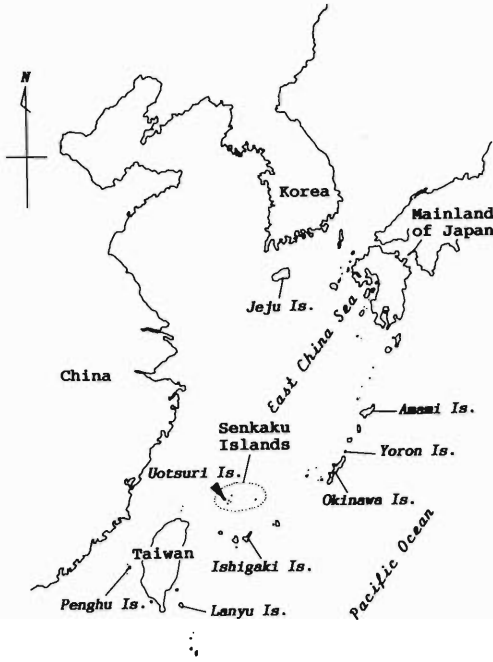 N
Korea
Mainland
of Japan
Jeju Is.
East China Sea
China
Amami Is.
Senkaku
Islands
Yoron Is.
Uotsuri Is.
Okinawa Is.
Taiwan
Ishigaki Is.
Pacific Ocean
Penghu Is.
Lanyu Is.